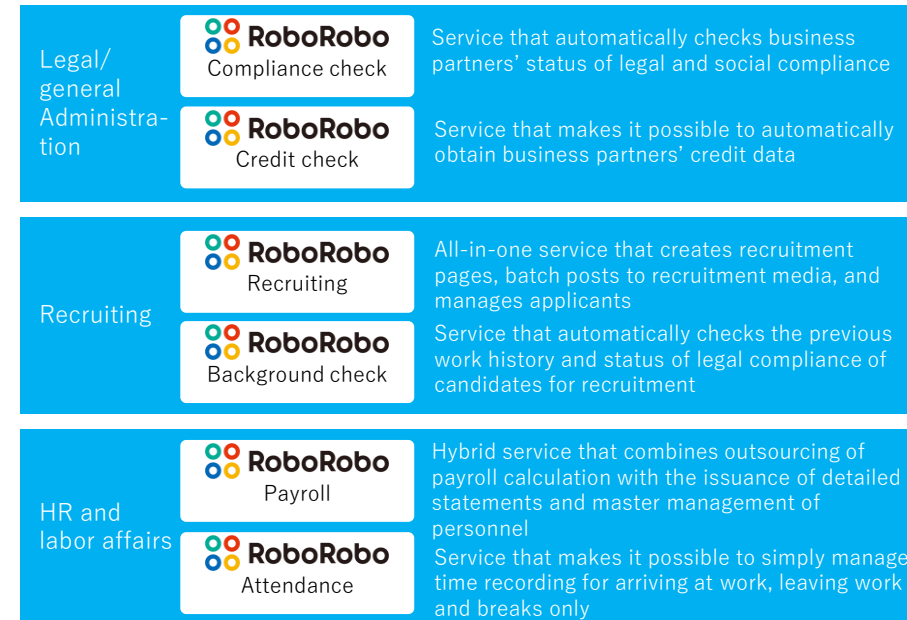 Legal/
general
Administra-
tion
RoboRobo
Compliance check
Service that automatically checks business
partners' status of legal and social compliance
RoboRobo
Credit check
Service that makes it possible to automatically
obtain business partners' credit data
Recruiting
RoboRobo
Recruiting
All-in-one service that creates recruitment
pages, batch posts to recruitment media, and
manages applicants
RoboRobo
Background check
Service that automatically checks the previous
work history and status of legal compliance of
candidates for recruitment
HR and
labor affairs
RoboRobo
Payroll
Hybrid service that combines outsourcing of
payroll calculation with the issuance of detailed
statements and master management of
personnel
RoboRobo
Attendance
Service that makes it possible to simply manage
time recording for arriving at work, leaving work
and breaks only